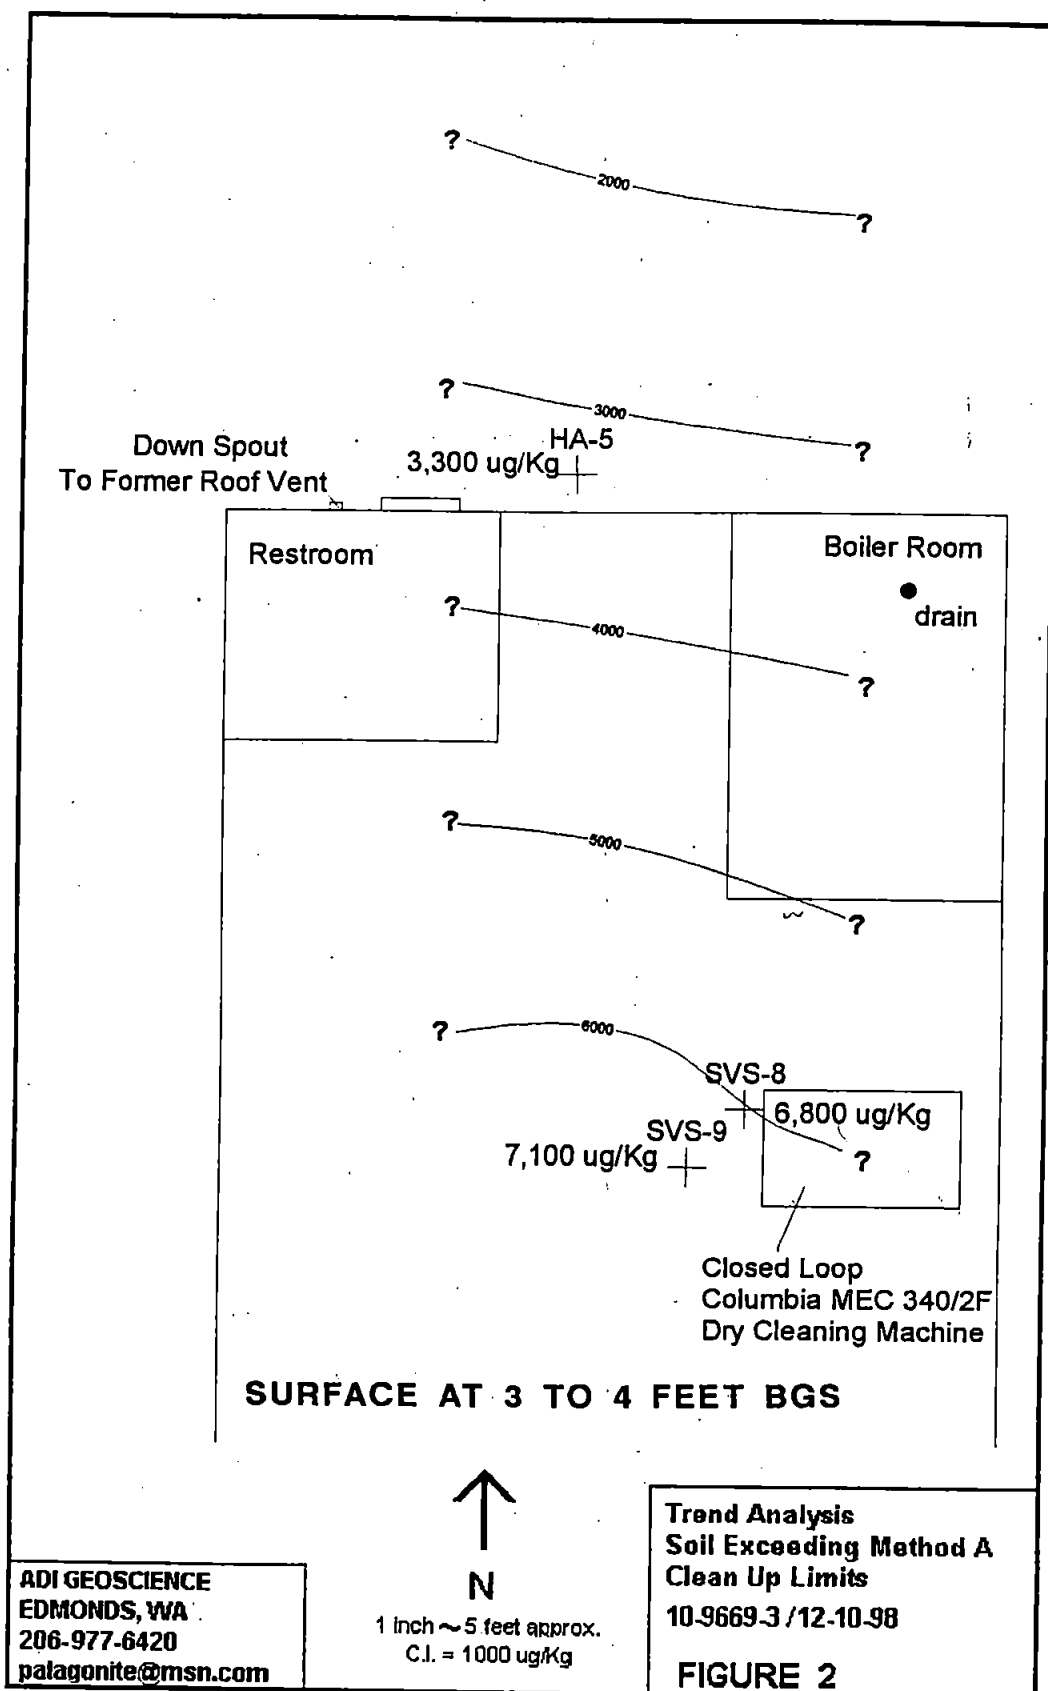 ?
2000
?
?
3000
?
HA-5
3,300 ug/Kg
Down Spout
To Former Roof Vent
Restroom
Boiler Room
drain
?
4000
?
?
5000
?
?
6000
SVS-8
6,800 ug/Kg
SVS-9
7,100 ug/Kg
?
Closed Loop
Columbia MEC 340/2F
Dry Cleaning Machine
SURFACE AT 3 TO 4 FEET BGS
N
1 inch ~ 5 feet approx.
C.I. = 1000 ug/Kg
ADI GEOSCIENCE
EDMONDS, WA
206-977-6420
palagonite@msn.com
Trend Analysis
Soil Exceeding Method A
Clean Up Limits
10-9669-3 / 12-10-98
FIGURE 2